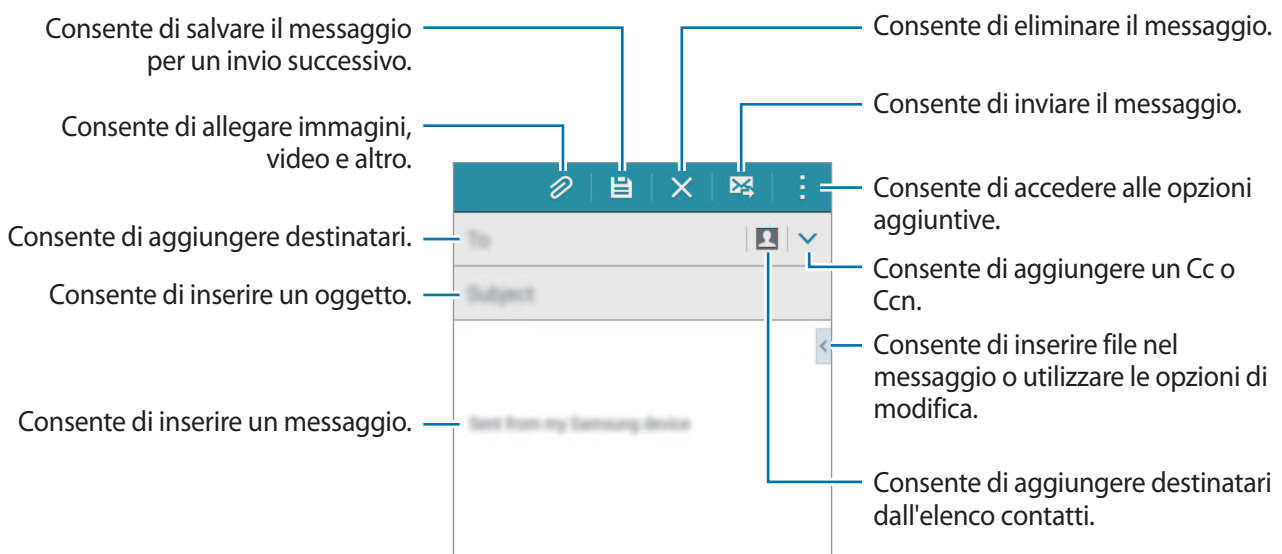 Consente di salvare il messaggio
per un invio successivo.
Consente di allegare immagini,
video e altro.
Consente di aggiungere destinatari.
Consente di inserire un oggetto.
Consente di inserire un messaggio.
To
Subject
Sent from my Samsung device
Consente di eliminare il messaggio.
Consente di inviare il messaggio.
Consente di accedere alle opzioni
aggiuntive.
Consente di aggiungere un Cc o
Ccn.
Consente di inserire file nel
messaggio o utilizzare le opzioni di
modifica.
Consente di aggiungere destinatari
dall'elenco contatti.